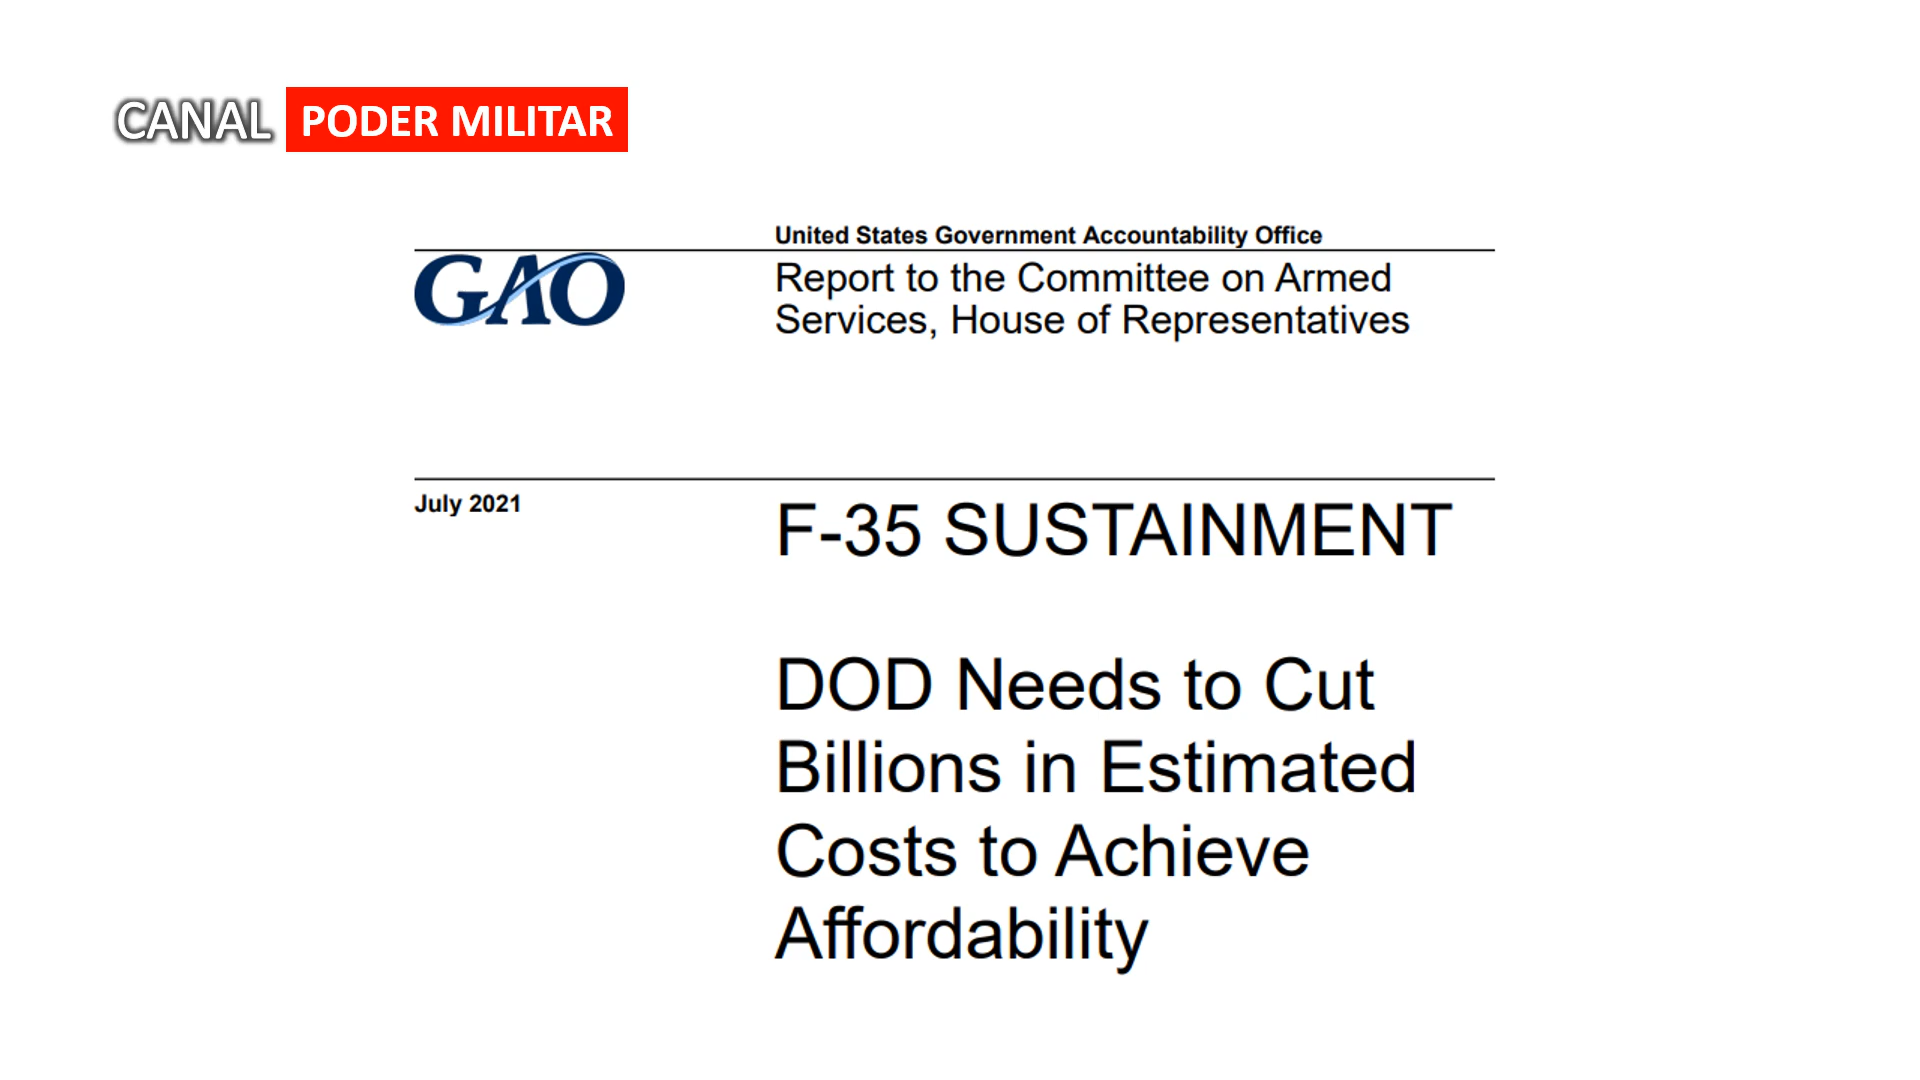 CANAL PODER MILITAR
United States Government Accountability Office
GAO
Report to the Committee on Armed
Services, House of Representatives
July 2021
F-35 SUSTAINMENT
DOD Needs to Cut
Billions in Estimated
Costs to Achieve
Affordability